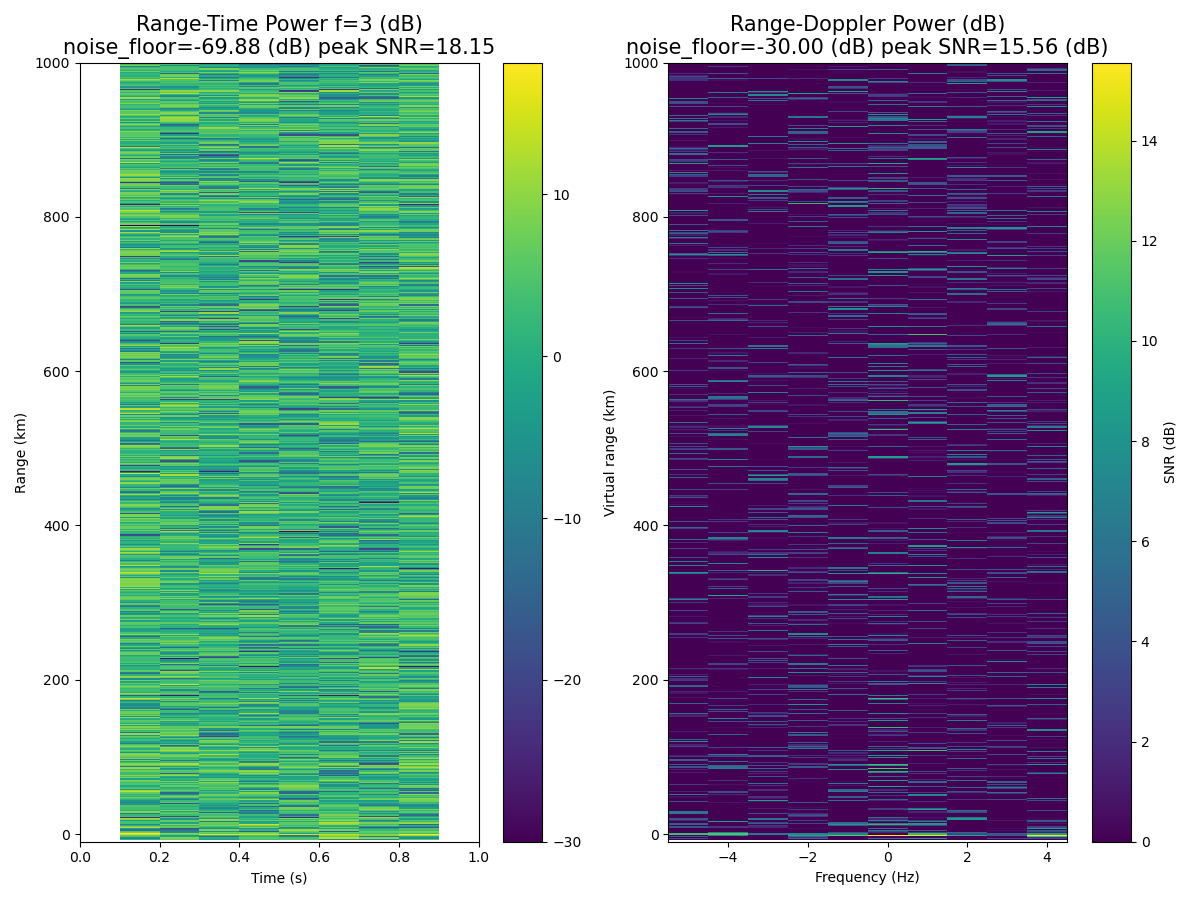 Range-Time Power f=3 (dB)
noise_floor=-69.88 (dB) peak SNR=18.15
1000
800
600
400
200
0
Range (km)
0.0 0.2 0.4 0.6 0.8 1.0
Time (s)
10
0
−10
−20
−30
Range-Doppler Power (dB)
noise_floor=-30.00 (dB) peak SNR=15.56 (dB)
1000
800
600
400
200
0
Virtual range (km)
−4 −2 0 2 4
Frequency (Hz)
14
12
10
8
6
4
2
0
SNR (dB)